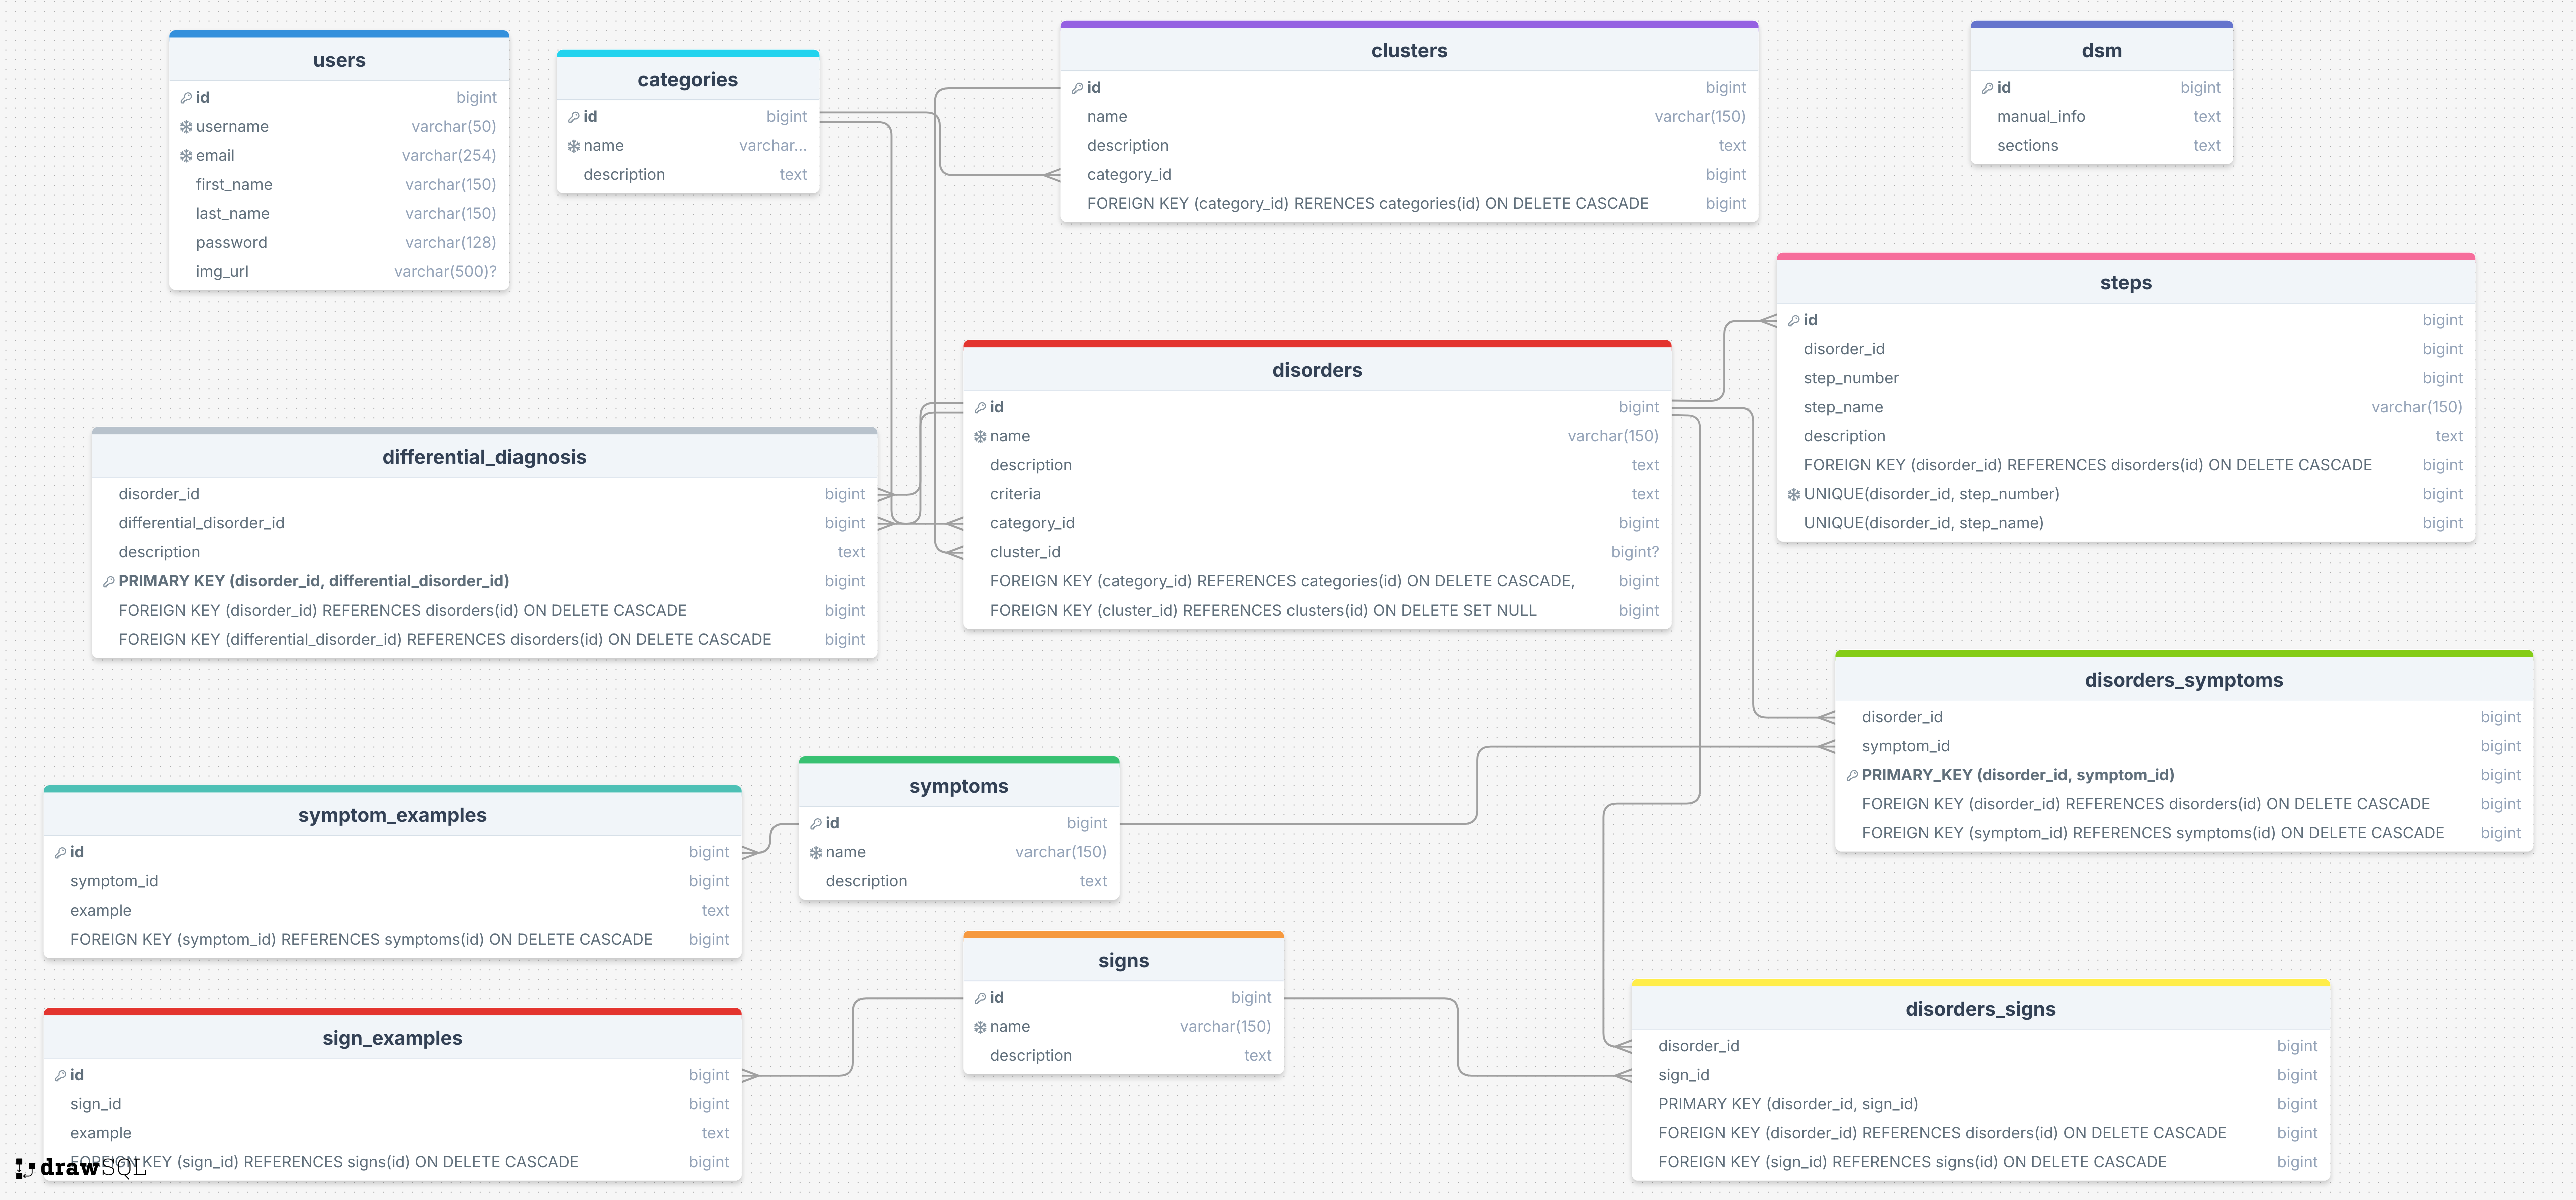 users
id bigint
username varchar(50)
email varchar(254)
first_name varchar(150)
last_name varchar(150)
password varchar(128)
img_url varchar(500)?
categories
id bigint
name varchar...
description text
clusters
id bigint
name varchar(150)
description text
category_id bigint
FOREIGN KEY (category_id) RERENCES categories(id) ON DELETE CASCADE bigint
dsm
id bigint
manual_info text
sections text
steps
id bigint
disorder_id bigint
step_number bigint
step_name varchar(150)
description text
FOREIGN KEY (disorder_id) REFERENCES disorders(id) ON DELETE CASCADE bigint
UNIQUE(disorder_id, step_number) bigint
UNIQUE(disorder_id, step_name) bigint
disorders
id bigint
name varchar(150)
description text
criteria text
category_id bigint
cluster_id bigint?
FOREIGN KEY (category_id) REFERENCES categories(id) ON DELETE CASCADE, bigint
FOREIGN KEY (cluster_id) REFERENCES clusters(id) ON DELETE SET NULL bigint
differential_diagnosis
disorder_id bigint
differential_disorder_id bigint
description text
PRIMARY KEY (disorder_id, differential_disorder_id) bigint
FOREIGN KEY (disorder_id) REFERENCES disorders(id) ON DELETE CASCADE bigint
FOREIGN KEY (differential_disorder_id) REFERENCES disorders(id) ON DELETE CASCADE bigint
disorders_symptoms
disorder_id bigint
symptom_id bigint
PRIMARY_KEY (disorder_id, symptom_id) bigint
FOREIGN KEY (disorder_id) REFERENCES disorders(id) ON DELETE CASCADE bigint
FOREIGN KEY (symptom_id) REFERENCES symptoms(id) ON DELETE CASCADE bigint
symptoms
id bigint
name varchar(150)
description text
symptom_examples
id bigint
symptom_id bigint
example text
FOREIGN KEY (symptom_id) REFERENCES symptoms(id) ON DELETE CASCADE bigint
signs
id bigint
name varchar(150)
description text
disorders_signs
disorder_id bigint
sign_id bigint
PRIMARY KEY (disorder_id, sign_id) bigint
FOREIGN KEY (disorder_id) REFERENCES disorders(id) ON DELETE CASCADE bigint
FOREIGN KEY (sign_id) REFERENCES signs(id) ON DELETE CASCADE bigint
sign_examples
id bigint
sign_id bigint
example text
FOREIGN KEY (sign_id) REFERENCES signs(id) ON DELETE CASCADE bigint
drawSQL